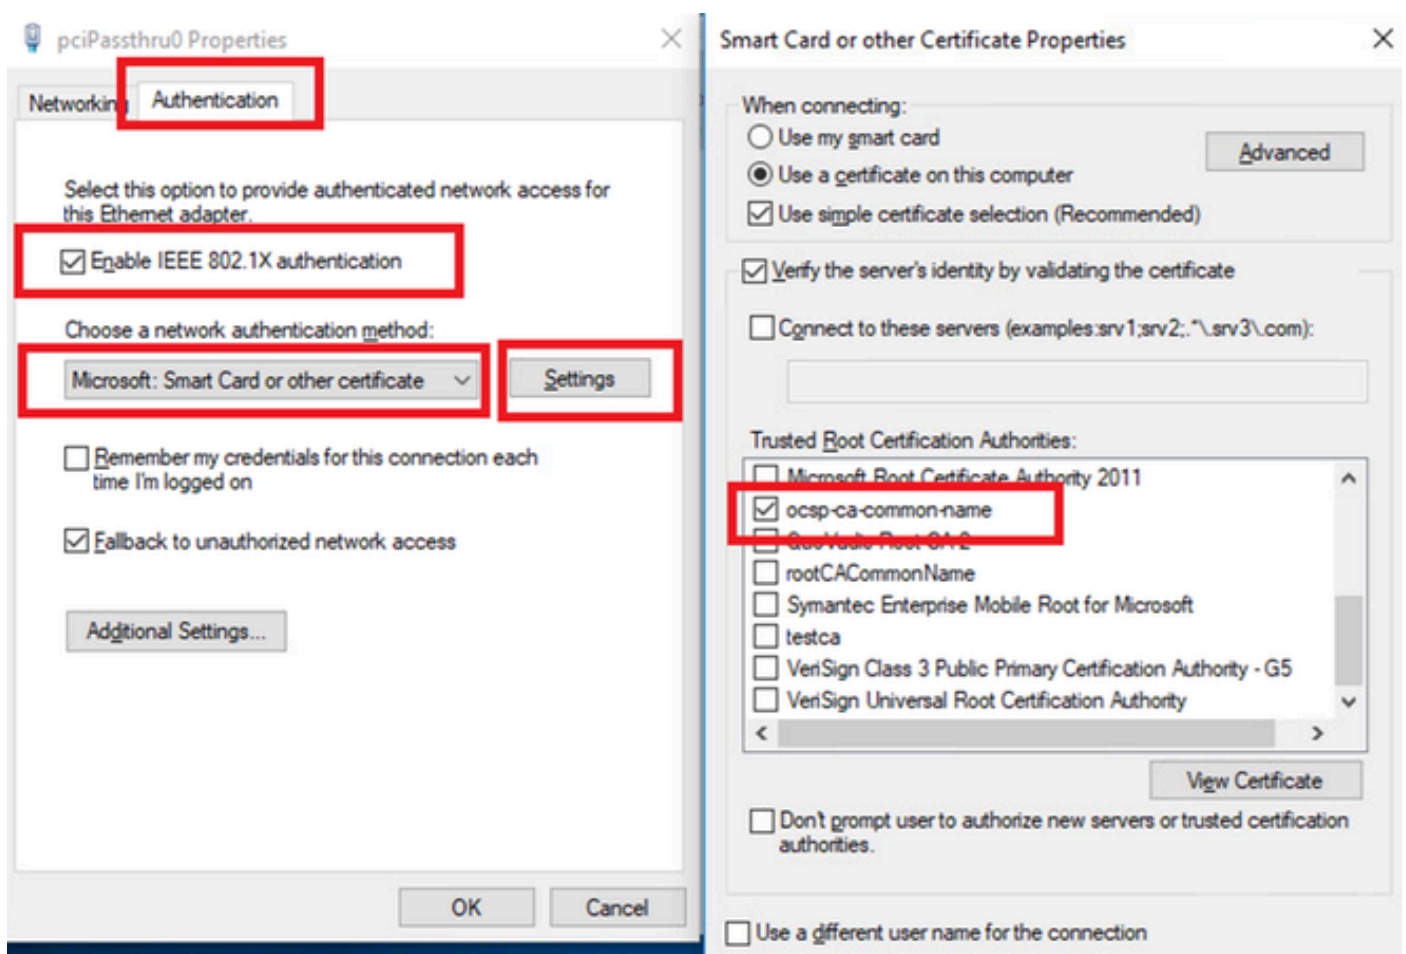 pciPassthru0 Properties
Networking
Authentication
Select this option to provide authenticated network access for
this Ethernet adapter.
Enable IEEE 802.1X authentication
Choose a network authentication method:
Microsoft: Smart Card or other certificate
Settings
Remember my credentials for this connection each
time I'm logged on
Fallback to unauthorized network access
Additional Settings...
OK
Cancel
Smart Card or other Certificate Properties
When connecting:
Use my smart card
Advanced
Use a certificate on this computer
Use simple certificate selection (Recommended)
Verify the server's identity by validating the certificate
Connect to these servers (examples:srv1;srv2;.*\.srv3\.com):
Trusted Root Certification Authorities:
Microsoft Root Certificate Authority 2011
ocsp-ca-common-name
QuoVadis Root CA 2
rootCACommonName
Symantec Enterprise Mobile Root for Microsoft
testca
VeriSign Class 3 Public Primary Certification Authority - G5
VeriSign Universal Root Certification Authority
View Certificate
Don't prompt user to authorize new servers or trusted certification
authorities.
Use a different user name for the connection